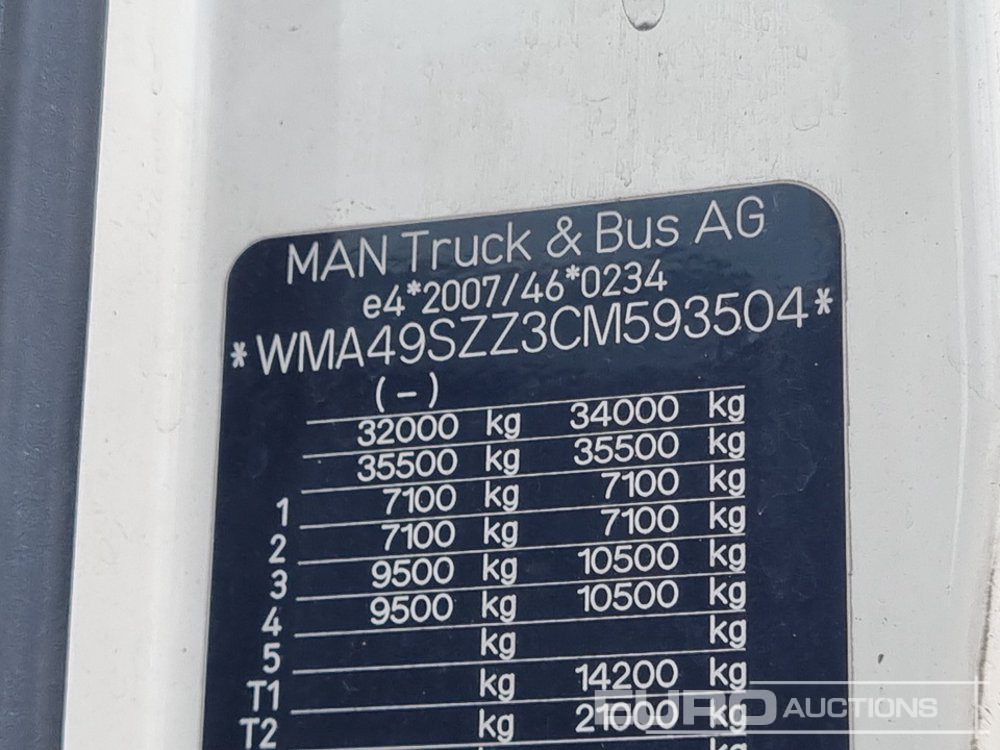 MAN Truck & Bus AG
e4*2007/46*0234
*WMA49SZZ3CM593504*
(-)
32000 kg 34000 kg
35500 kg 35500 kg
1 7100 kg 7100 kg
2 7100 kg 7100 kg
3 9500 kg 10500 kg
4 9500 kg 10500 kg
5 kg kg
T1 kg 14200 kg
T2 kg 21000 kg
EURO AUCTIONS